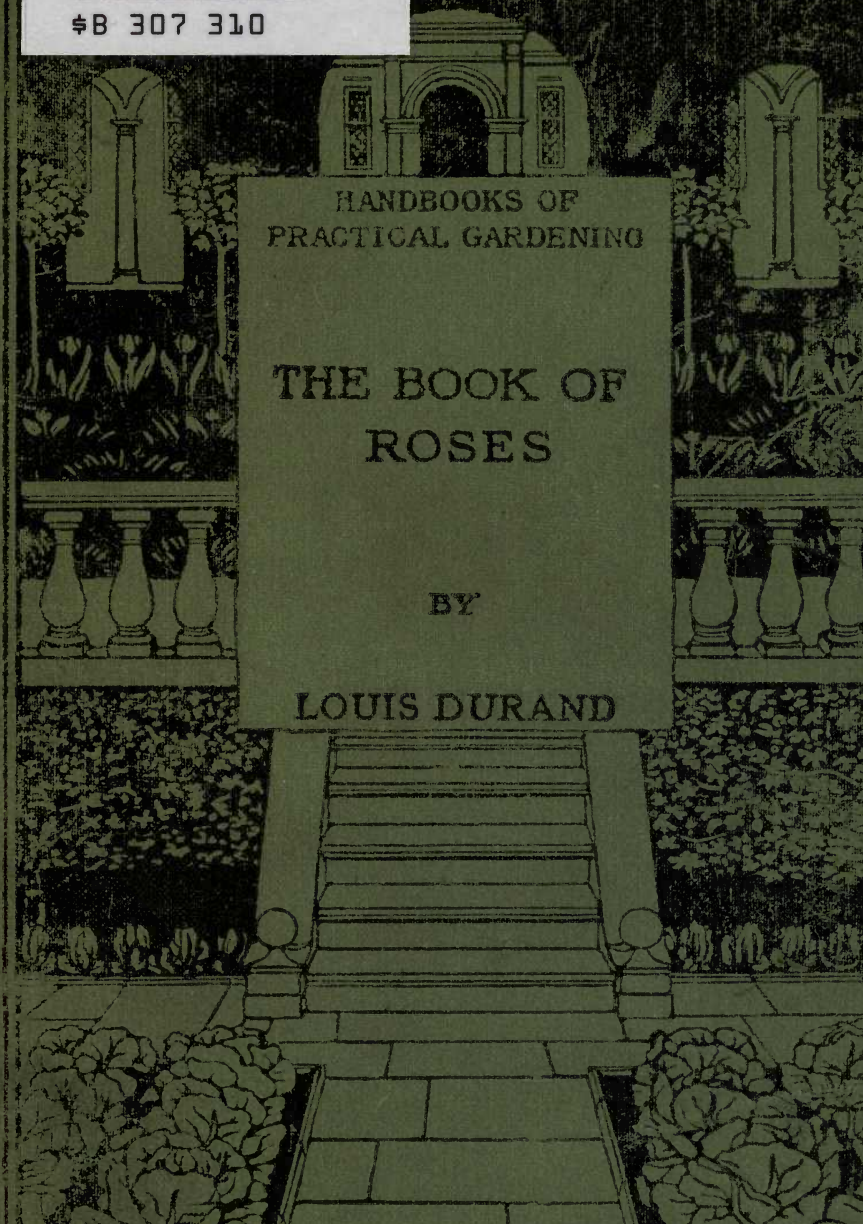 $B 307 310
HANDBOOKS OF
PRACTICAL GARDENING
THE BOOK OF
ROSES
BY
LOUIS DURAND